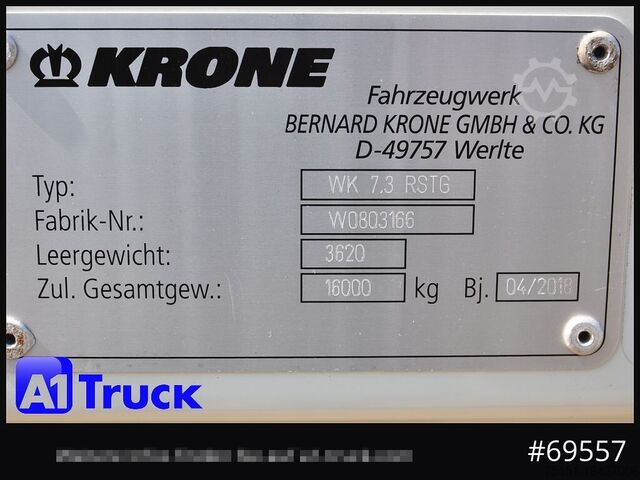 KRONE
Fahrzeugwerk
BERNARD KRONE GMBH & CO. KG
D-49757 Werlte
Typ: WK 7.3 RSTG
Fabrik-Nr.: W0803166
Leergewicht: 3620
Zul. Gesamtgew.: 16000 kg Bj. 04/2018
A1 Truck
#69557